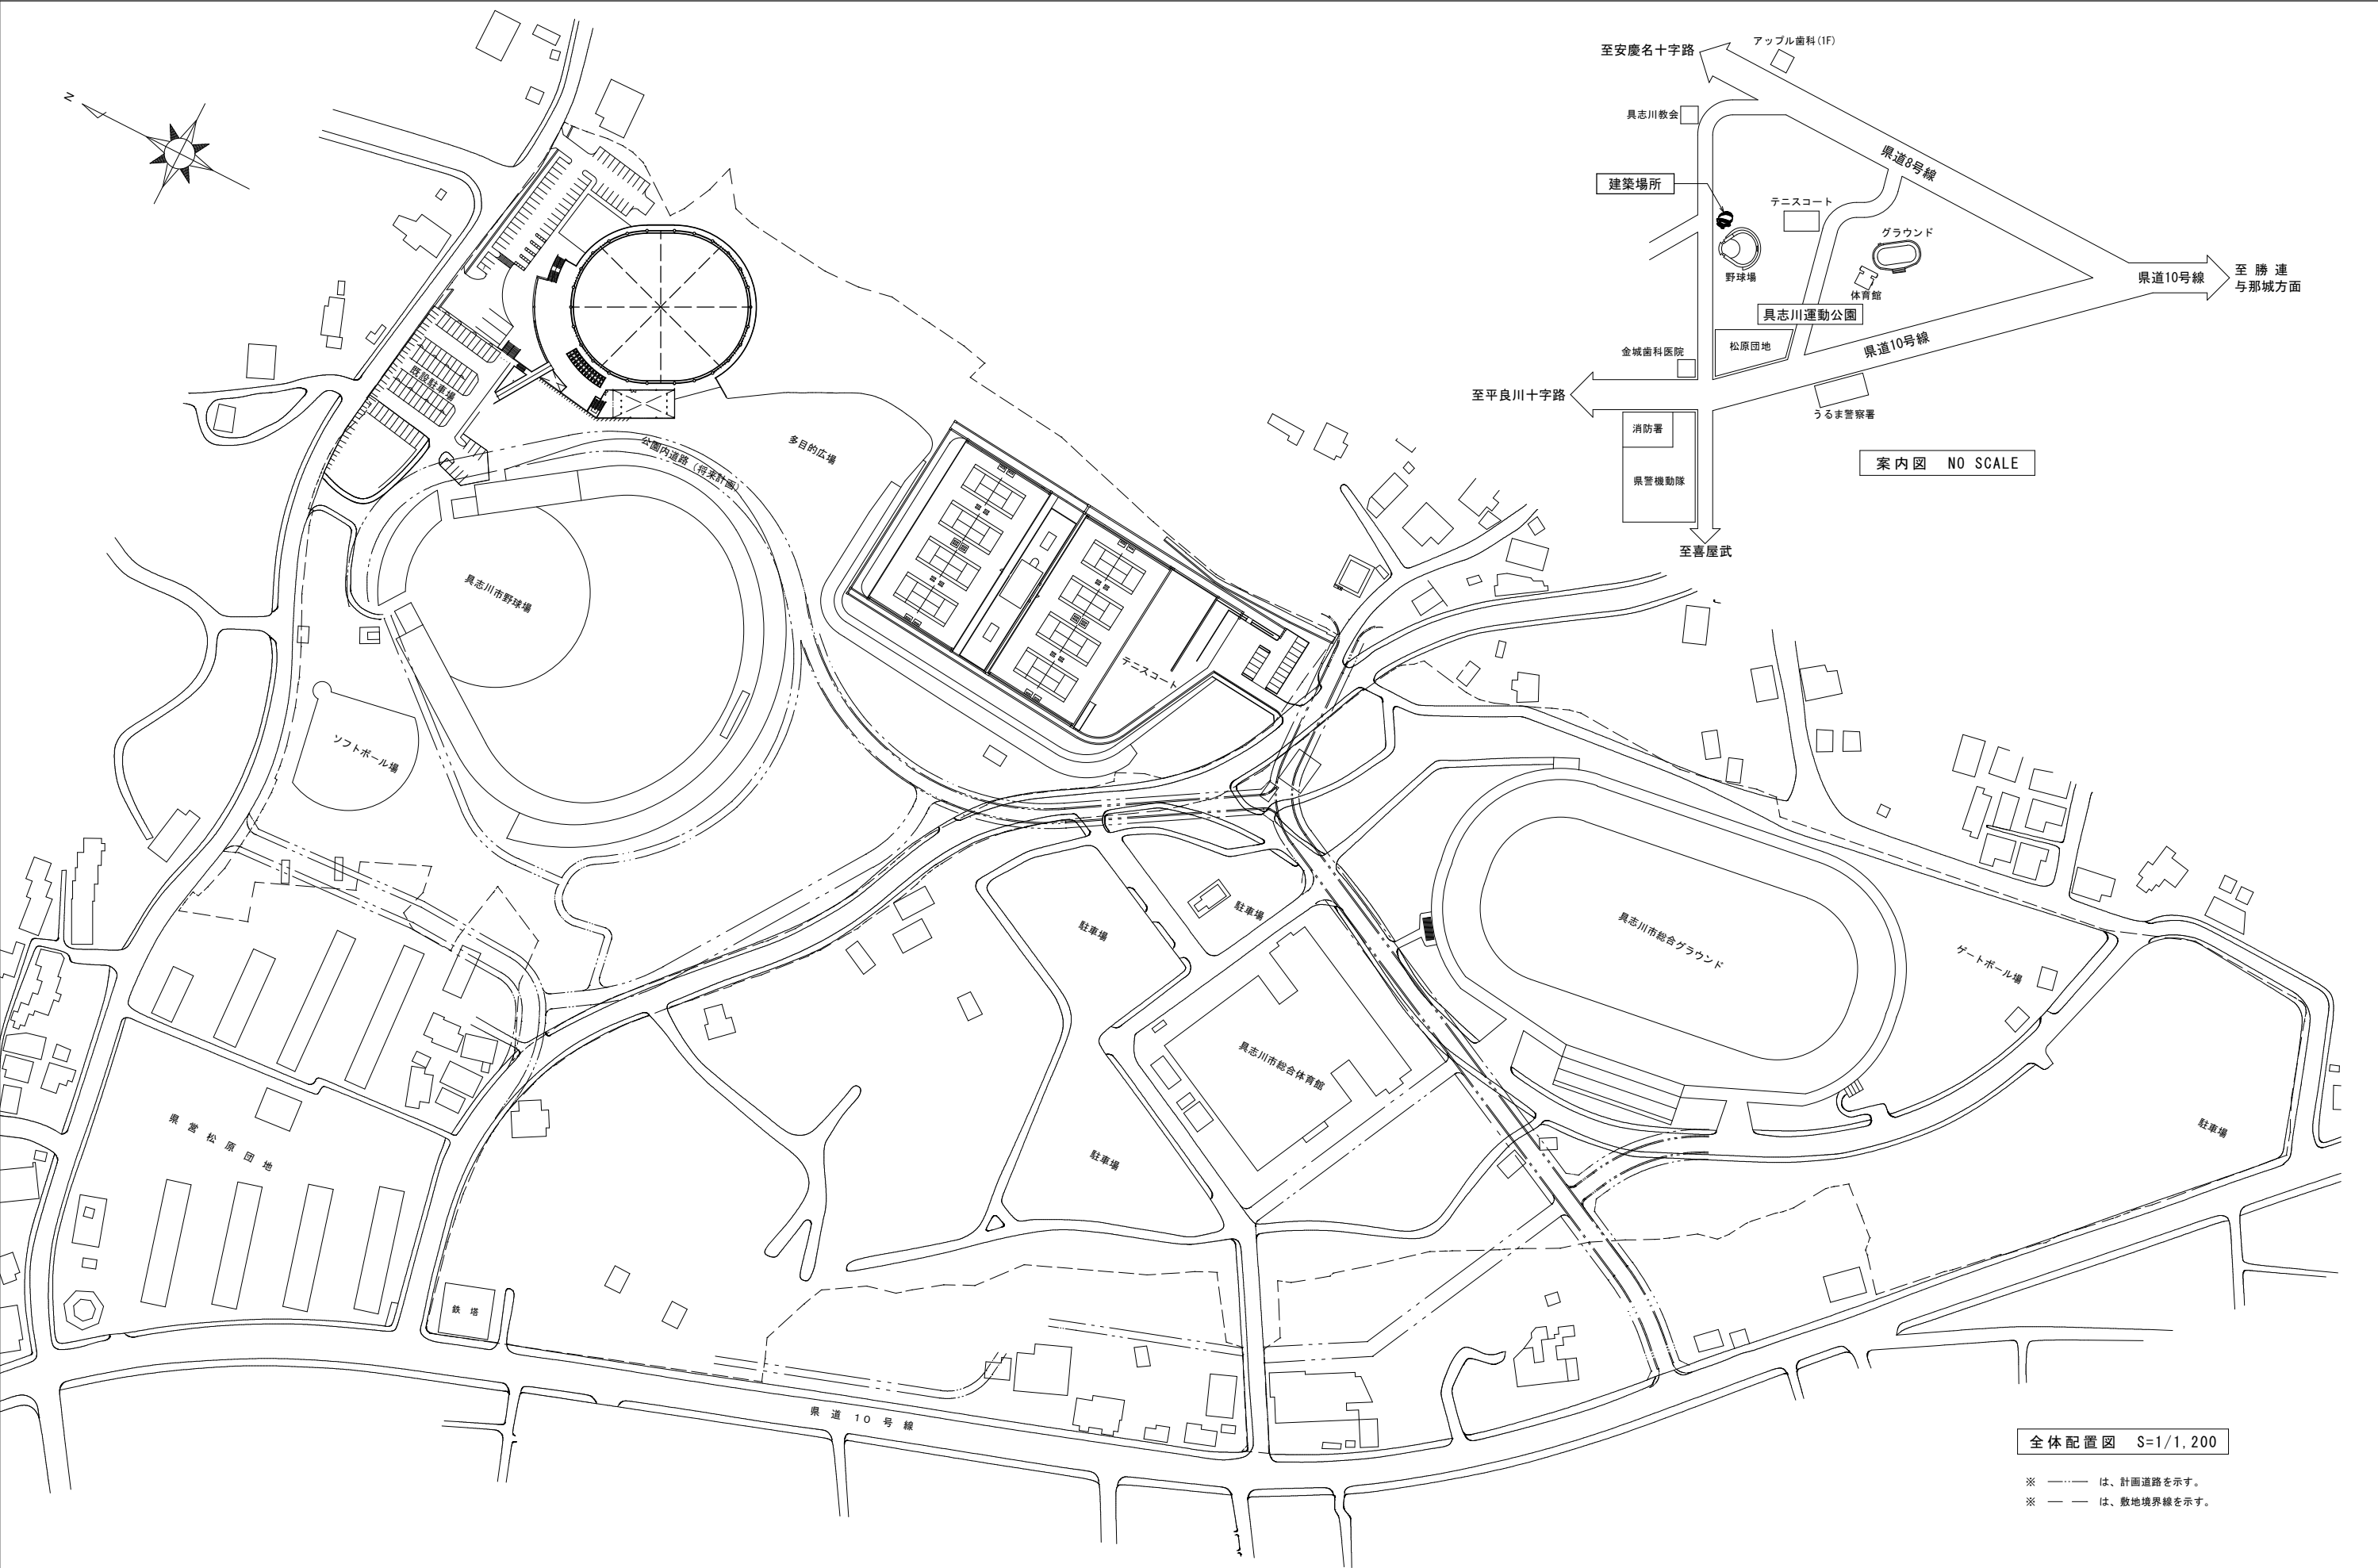 N
至安慶名十字路
アップル歯科(1F)
具志川教会
県道8号線
建築場所
テニスコート
グラウンド
野球場
体育館
県道10号線
至 勝 連
与那城方面
具志川運動公園
松原団地
県道10号線
金城歯科医院
至平良川十字路
うるま警察署
消防署
県警機動隊
案内図 NO SCALE
至喜屋武
既設駐車場
公園内道路（将来計画）
多目的広場
具志川市野球場
テニスコート
ソフトボール場
駐車場
駐車場
具志川市総合グラウンド
ゲートボール場
具志川市総合体育館
駐車場
駐車場
県営松原団地
鉄 塔
県 道 10 号 線
全体配置図 S=1/1,200
※ は、計画道路を示す。
※ は、敷地境界線を示す。